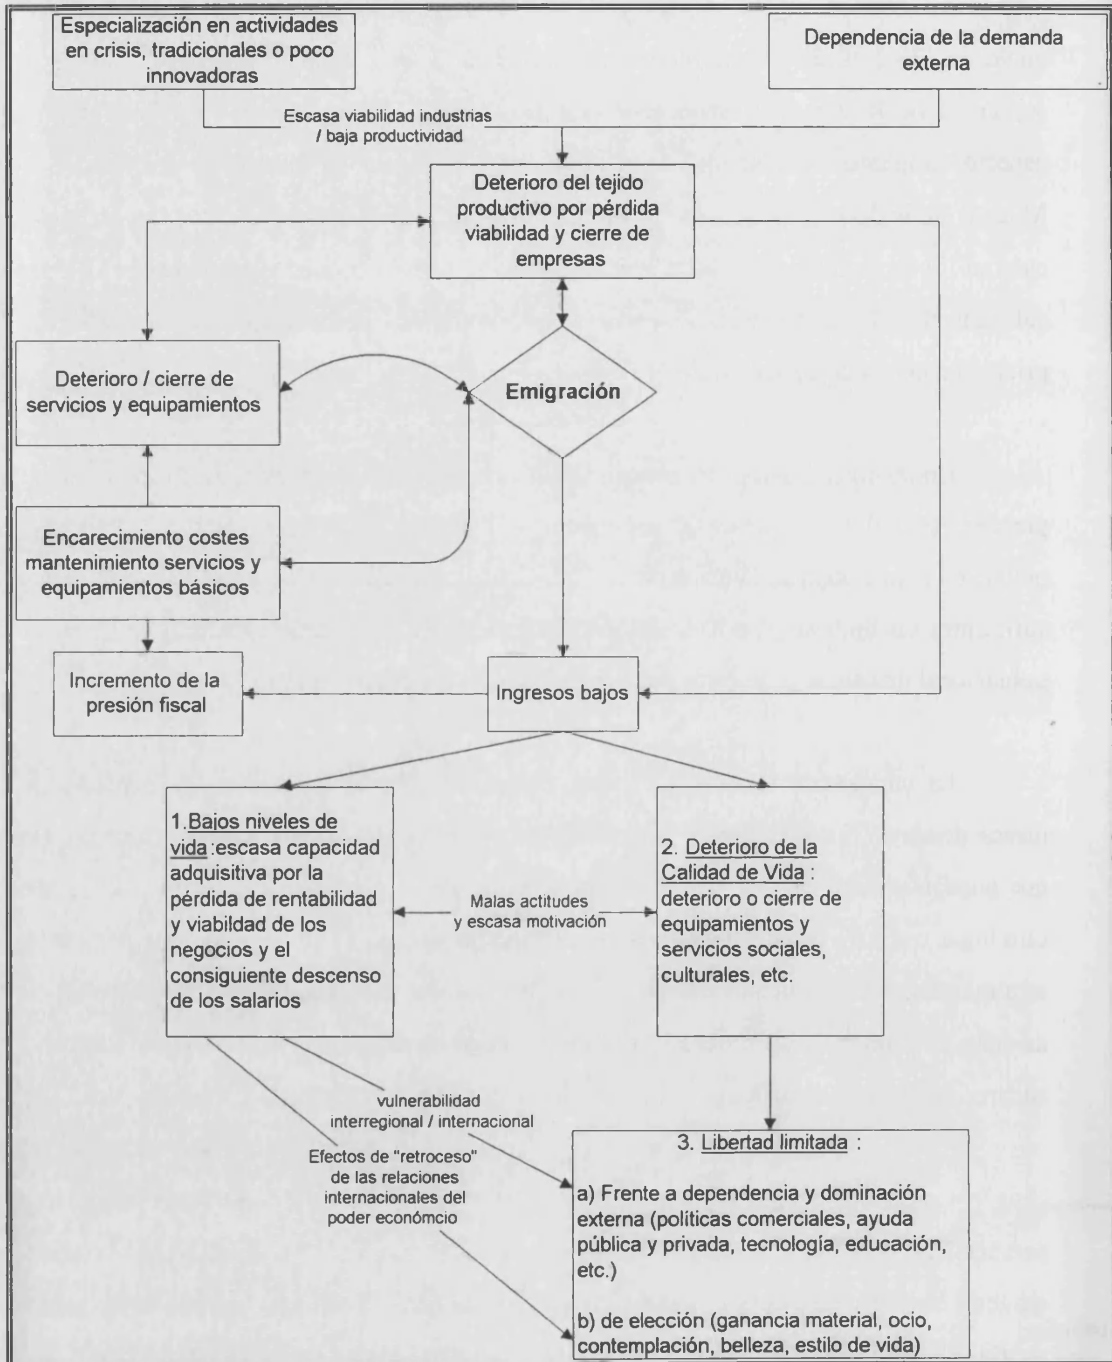 Especialización en actividades
en crisis, tradicionales o poco
innovadoras
Dependencia de la demanda
externa
Escasa viabilidad industrias
/ baja productividad
Deterioro del tejido
productivo por pérdida
viabilidad y cierre de
empresas
Deterioro / cierre de
servicios y equipamientos
Emigración
Encarecimiento costes
mantenimiento servicios y
equipamientos básicos
Incremento de la
presión fiscal
Ingresos bajos
1.Bajos niveles de
vida:escasa capacidad
adquisitiva por la
pérdida de rentabilidad
y viabildad de los
negocios y el
consiguiente descenso
de los salarios
Malas actitudes
y escasa motivación
2. Deterioro de la
Calidad de Vida :
deterioro o cierre de
equipamientos y
servicios sociales,
culturales, etc.
vulnerabilidad
interregional / internacional
Efectos de "retroceso"
de las relaciones
internacionales del
poder económcio
3. Libertad limitada :
a) Frente a dependencia y dominación
externa (políticas comerciales, ayuda
pública y privada, tecnología, educación,
etc.)
b) de elección (ganancia material, ocio,
contemplación, belleza, estilo de vida)